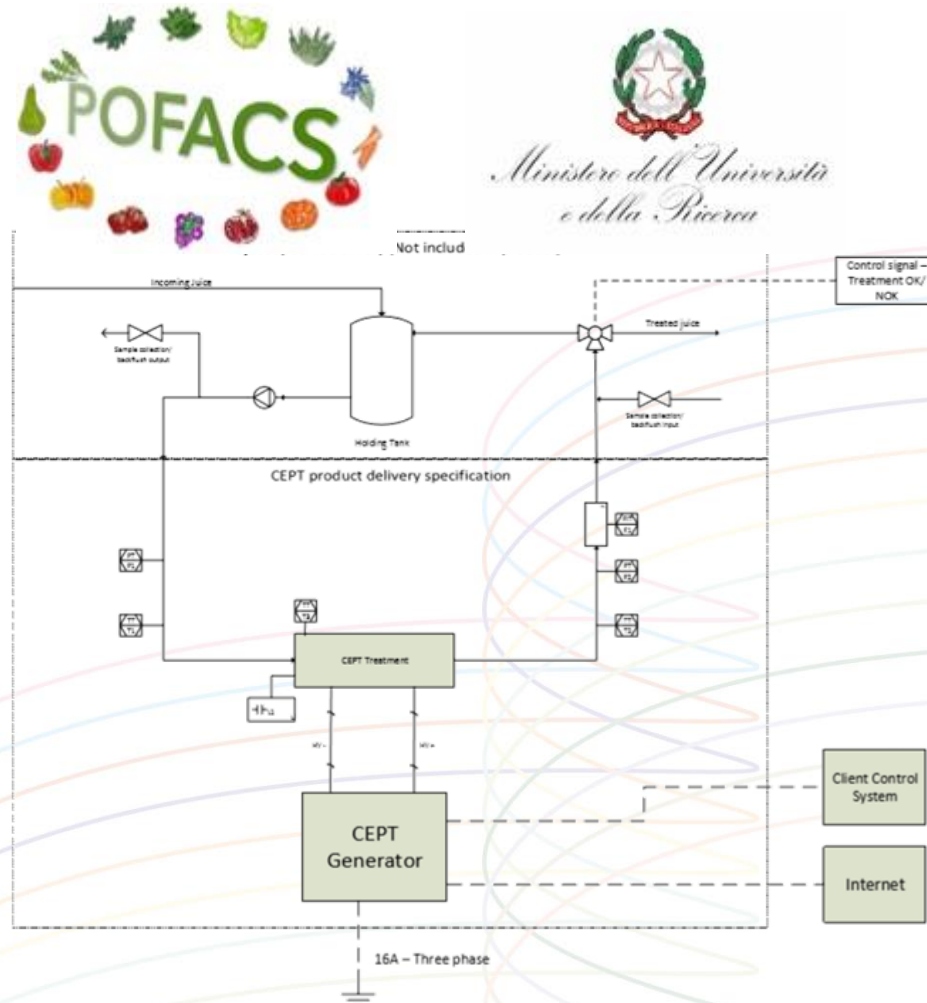 POFACS
Ministero dell'Università
e della Ricerca
Not includ
Control signal –
Treatment OK/
NOK
Incoming Juice
Treated juice
Sample collection/
backflush output
Sample collection/
backflush input
Holding Tank
CEPT product delivery specification
CEPT Treatment
HV -
HV +
CEPT
Generator
Client Control
System
Internet
16A – Three phase